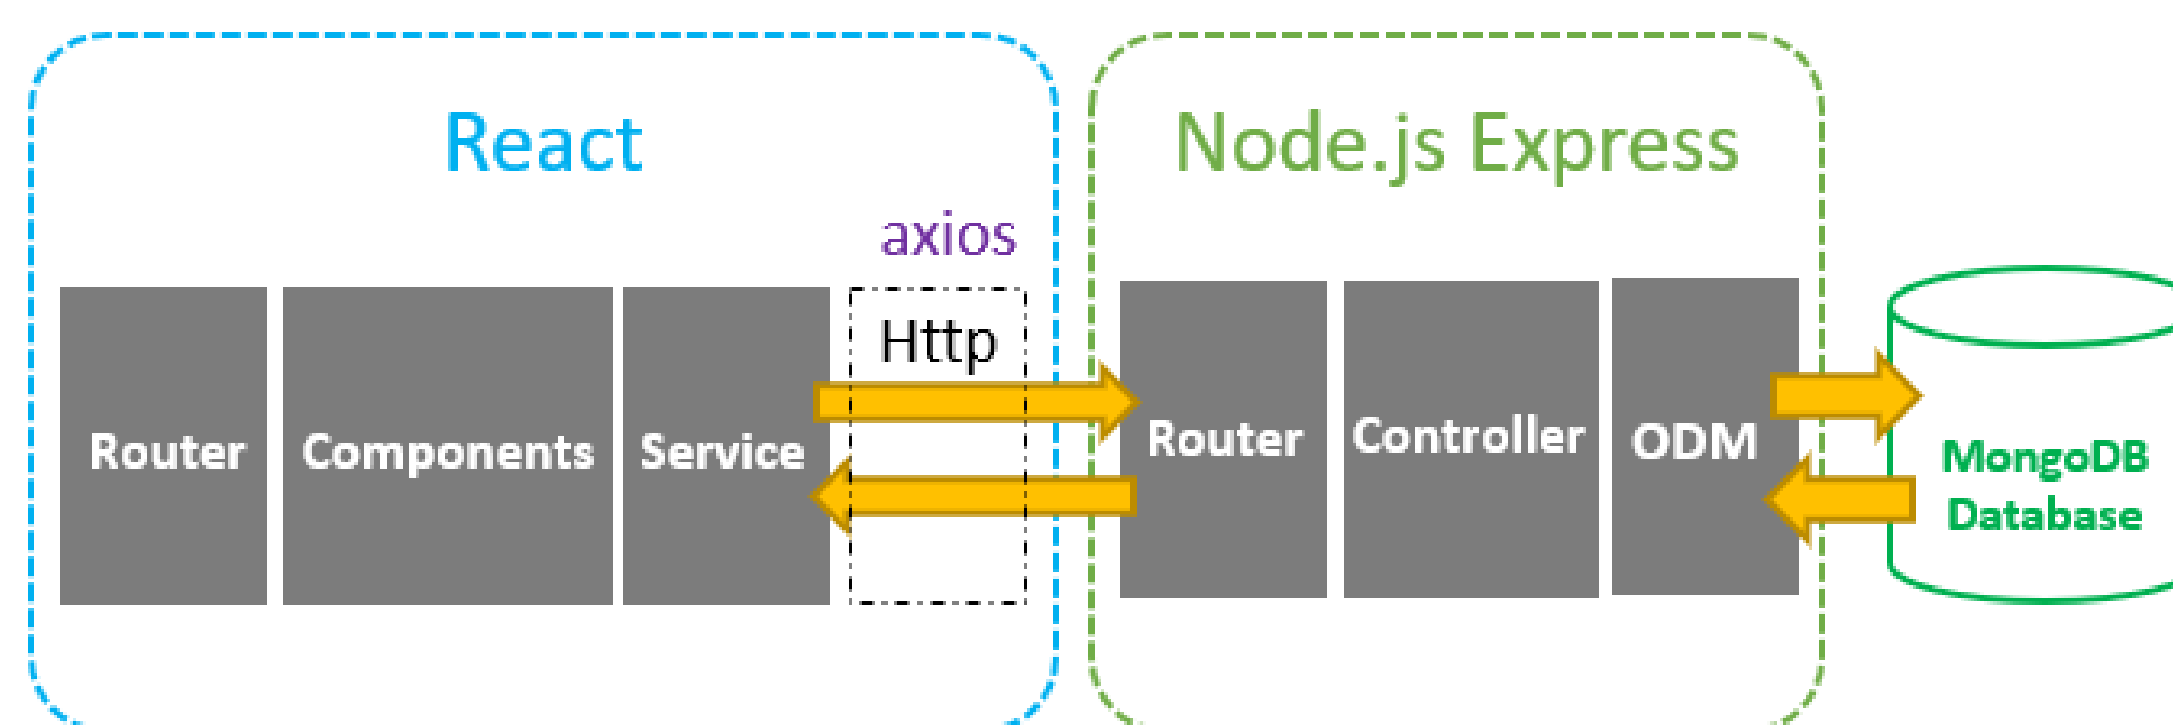 React
Node.js Express
axios
Http
Router
Components
Service
Router
Controller
ODM
MongoDB
Database